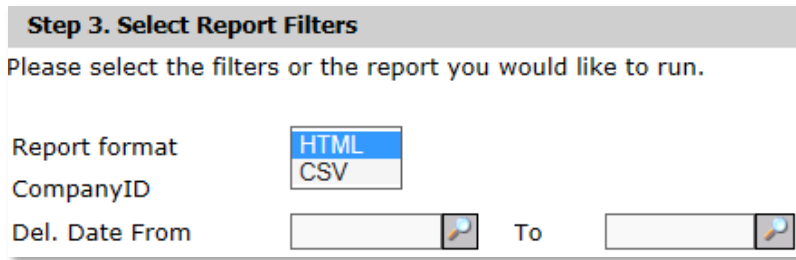 Step 3. Select Report Filters
Please select the filters or the report you would like to run.
Report format HTML
CSV
CompanyID
Del. Date From To